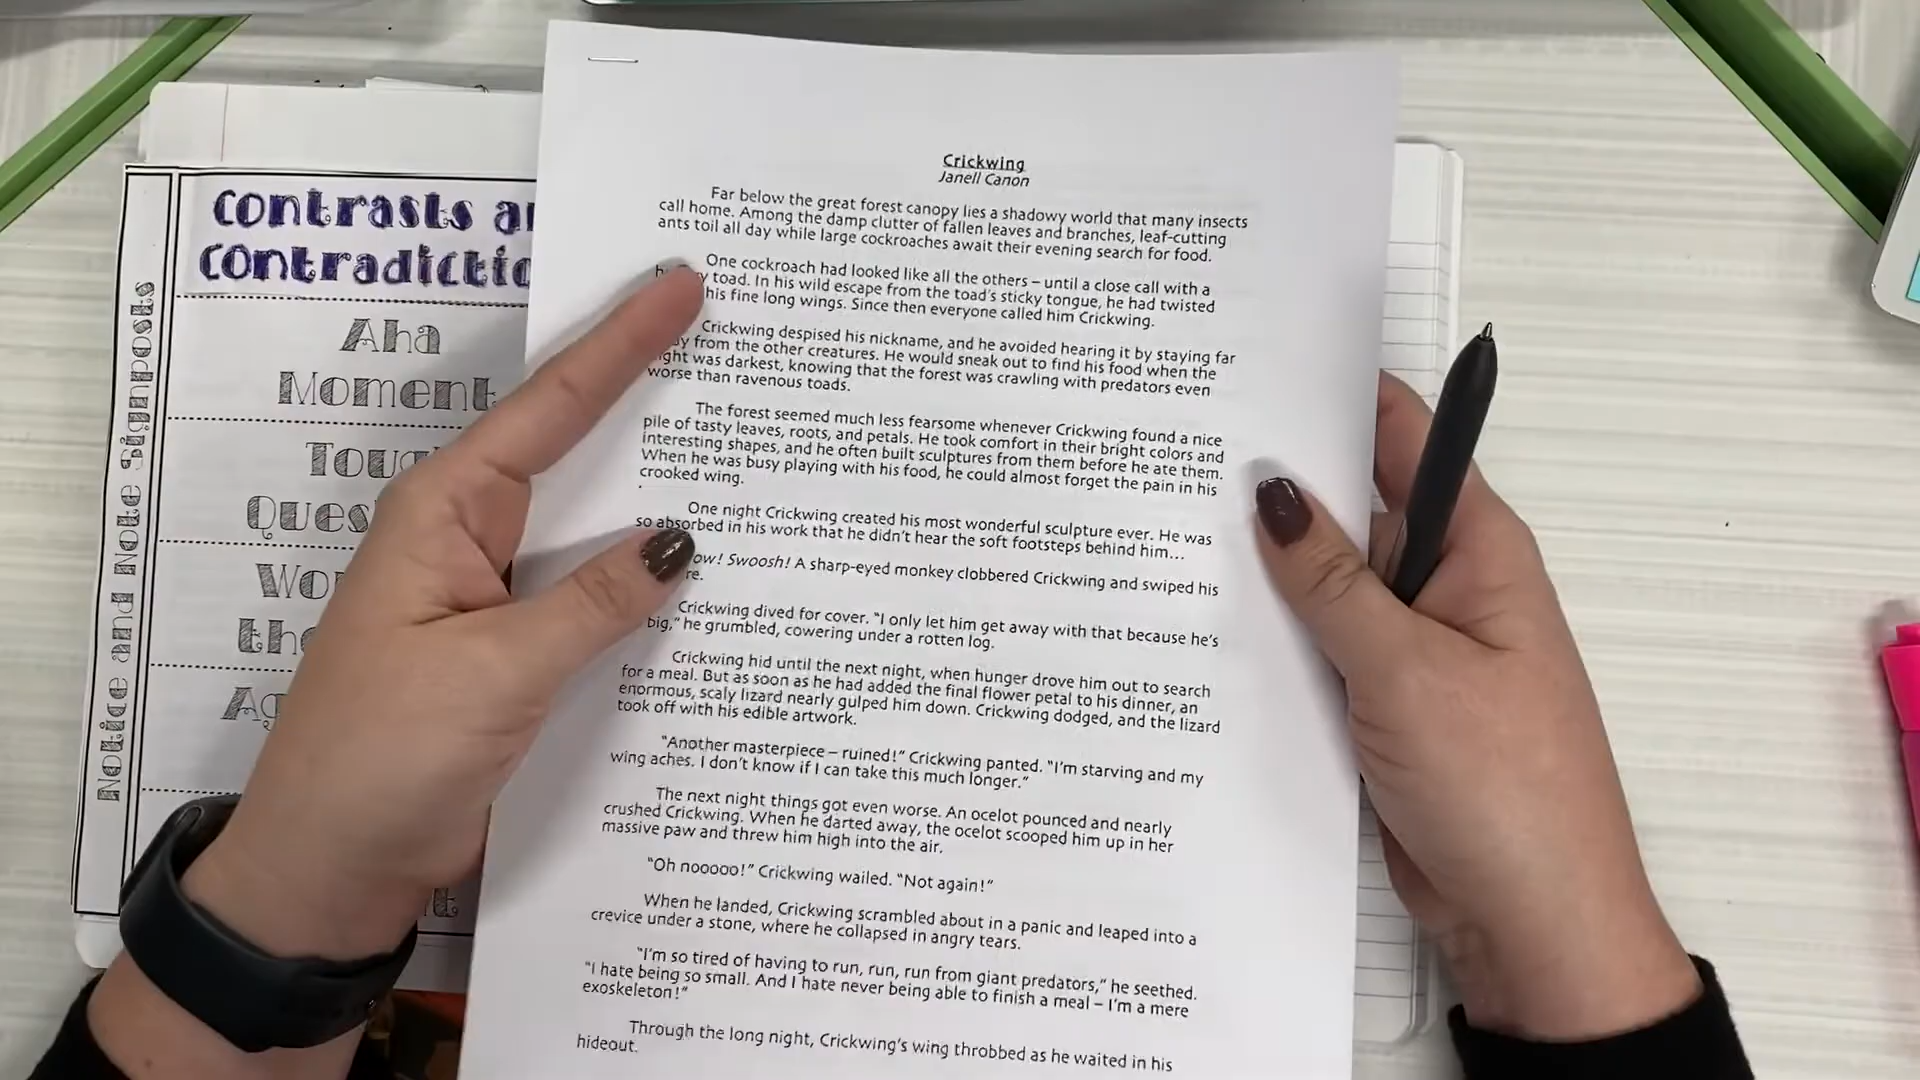 Crickwing
Janell Canon
Far below the great forest canopy lies a shadowy world that many insects
call home. Among the damp clutter of fallen leaves and branches, leaf-cutting
ants toil all day while large cockroaches await their evening search for food.
One cockroach had looked like all the others – until a close call with a
toad. In his wild escape from the toad's sticky tongue, he had twisted
his fine long wings. Since then everyone called him Crickwing.
Crickwing despised his nickname, and he avoided hearing it by staying far
from the other creatures. He would sneak out to find his food when the
was darkest, knowing that the forest was crawling with predators even
worse than ravenous toads.
The forest seemed much less fearsome whenever Crickwing found a nice
pile of tasty leaves, roots, and petals. He took comfort in their bright colors and
interesting shapes, and he often built sculptures from them before he ate them.
When he was busy playing with his food, he could almost forget the pain in his
crooked wing.
One night Crickwing created his most wonderful sculpture ever. He was
so absorbed in his work that he didn't hear the soft footsteps behind him...
Swoosh! A sharp-eyed monkey clobbered Crickwing and swiped his
Crickwing dived for cover. "I only let him get away with that because he's
big," he grumbled, cowering under a rotten log.
Crickwing hid until the next night, when hunger drove him out to search
for a meal. But as soon as he had added the final flower petal to his dinner, an
enormous, scaly lizard nearly gulped him down. Crickwing dodged, and the lizard
took off with his edible artwork.
"Another masterpiece – ruined!" Crickwing panted. "I'm starving and my
wing aches. I don't know if I can take this much longer."
The next night things got even worse. An ocelot pounced and nearly
crushed Crickwing. When he darted away, the ocelot scooped him up in her
massive paw and threw him high into the air.
"Oh nooooo!" Crickwing wailed. "Not again!"
When he landed, Crickwing scrambled about in a panic and leaped into a
crevice under a stone, where he collapsed in angry tears.
"I'm so tired of having to run, run, run from giant predators," he seethed.
"I hate being so small. And I hate never being able to finish a meal – I'm a mere
exoskeleton!"
Through the long night, Crickwing's wing throbbed as he waited in his
hideout.
Notice and Note Signposts
Contrasts
Aha
Moment